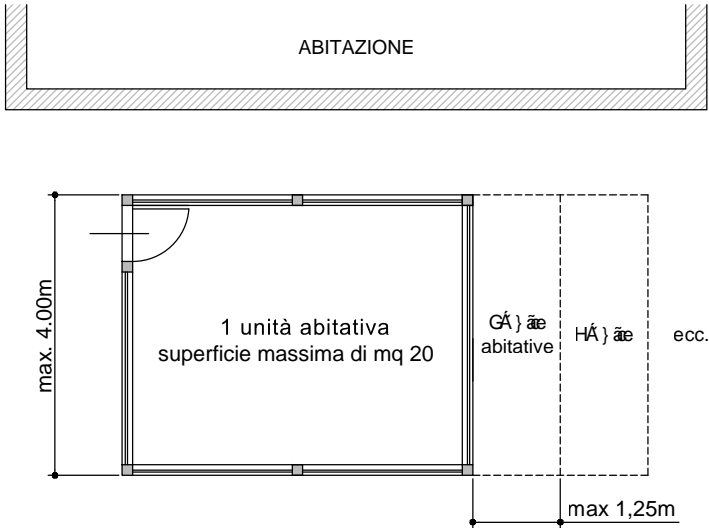 ABITAZIONE
max. 4.00m
1 unità abitativa
superficie massima di mq 20
abitative
ecc.
max 1,25m